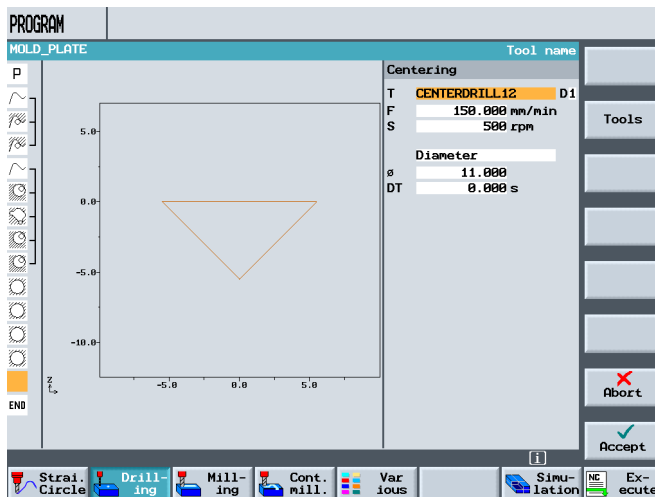 PROGRAM
MOLD_PLATE
Tool name
P
END
5.0
0.0
-5.0
-10.0
-5.0
0.0
5.0
Z
Centering
T CENTERDRILL12 D1
F 150.000 mm/min
S 500 rpm
Diameter
ø 11.000
DT 0.000 s
Tools
Abort
Accept
i
Strai. Circle
Drill- ing
Mill- ing
Cont. mill.
Var ious
Simu- lation
NC Ex- ecute